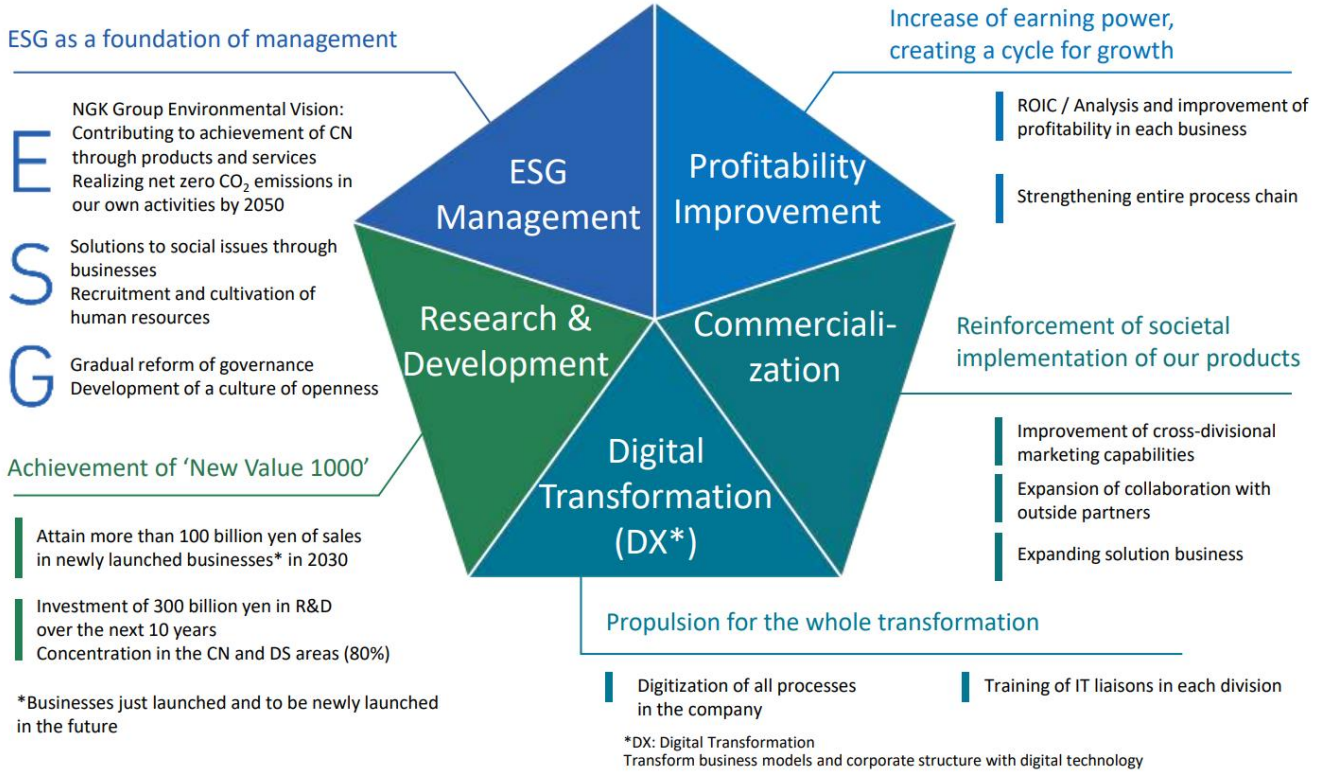 ESG as a foundation of management
E
NGK Group Environmental Vision:
Contributing to achievement of CN
through products and services
Realizing net zero CO₂ emissions in
our own activities by 2050
S
Solutions to social issues through
businesses
Recruitment and cultivation of
human resources
G
Gradual reform of governance
Development of a culture of openness
Achievement of ‘New Value 1000’
Attain more than 100 billion yen of sales
in newly launched businesses* in 2030
Investment of 300 billion yen in R&D
over the next 10 years
Concentration in the CN and DS areas (80%)
*Businesses just launched and to be newly launched
in the future
ESG
Management
Profitability
Improvement
Research &
Development
Commerciali-
zation
Digital
Transformation
(DX*)
Increase of earning power,
creating a cycle for growth
ROIC / Analysis and improvement of
profitability in each business
Strengthening entire process chain
Reinforcement of societal
implementation of our products
Improvement of cross-divisional
marketing capabilities
Expansion of collaboration with
outside partners
Expanding solution business
Propulsion for the whole transformation
Digitization of all processes
in the company
Training of IT liaisons in each division
*DX: Digital Transformation
Transform business models and corporate structure with digital technology